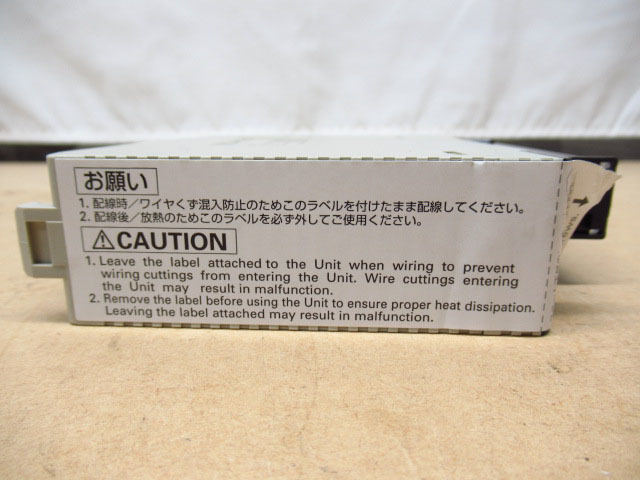 お願い
1. 配線時／ワイヤくず混入防止のためこのラベルを付けたまま配線してください。
2. 配線後／放熱のためこのラベルを必ず外してご使用ください。
⚠CAUTION
1. Leave the label attached to the Unit when wiring to prevent
wiring cuttings from entering the Unit. Wire cuttings entering
the Unit may result in malfunction.
2. Remove the label before using the Unit to ensure proper heat dissipation.
Leaving the label attached may result in malfunction.